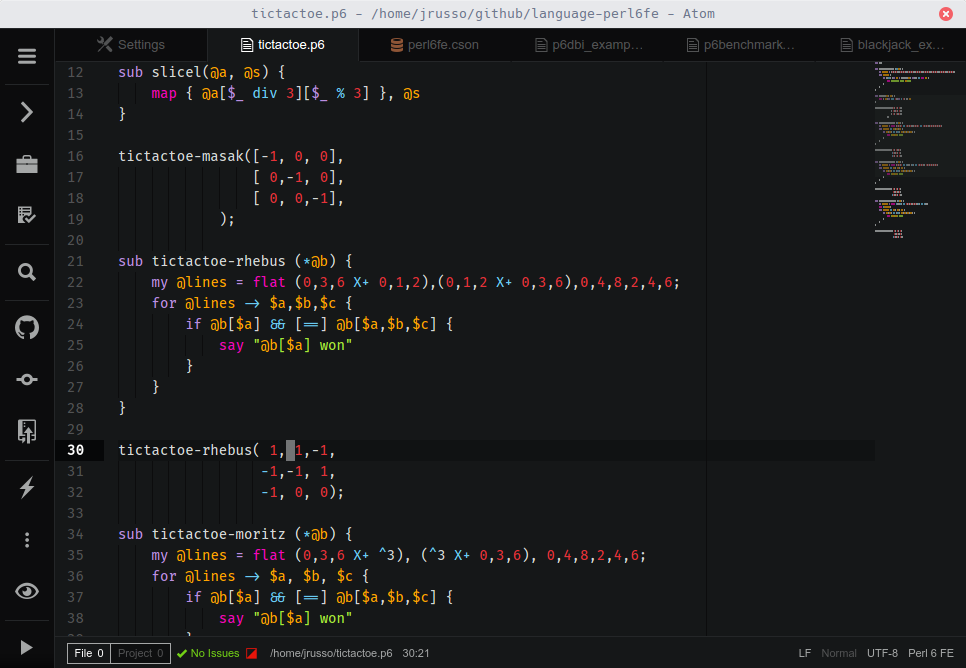 tictactoe.p6 - /home/jrusso/github/language-perl6fe - Atom
Settings tictactoe.p6 perl6fe.cson p6dbi_examp... p6benchmark... blackjack_ex...
12 sub slicel(@a, @s) {
13 map { @a[$_ div 3][$_ % 3] }, @s
14 }
15
16 tictactoe-masak([-1, 0, 0],
17 [ 0,-1, 0],
18 [ 0, 0,-1],
19 );
20
21 sub tictactoe-rhebus (*@b) {
22 my @lines = flat (0,3,6 X+ 0,1,2),(0,1,2 X+ 0,3,6),0,4,8,2,4,6;
23 for @lines -> $a,$b,$c {
24 if @b[$a] && [==] @b[$a,$b,$c] {
25 say "@b[$a] won"
26 }
27 }
28 }
29
30 tictactoe-rhebus( 1, 1,-1,
31 -1,-1, 1,
32 -1, 0, 0);
33
34 sub tictactoe-moritz (*@b) {
35 my @lines = flat (0,3,6 X+ ^3), (^3 X+ 0,3,6), 0,4,8,2,4,6;
36 for @lines -> $a, $b, $c {
37 if @b[$a] && [==] @b[$a,$b,$c] {
38 say "@b[$a] won"
File 0 Project 0 No Issues /home/jrusso/tictactoe.p6 30:21 LF Normal UTF-8 Perl 6 FE